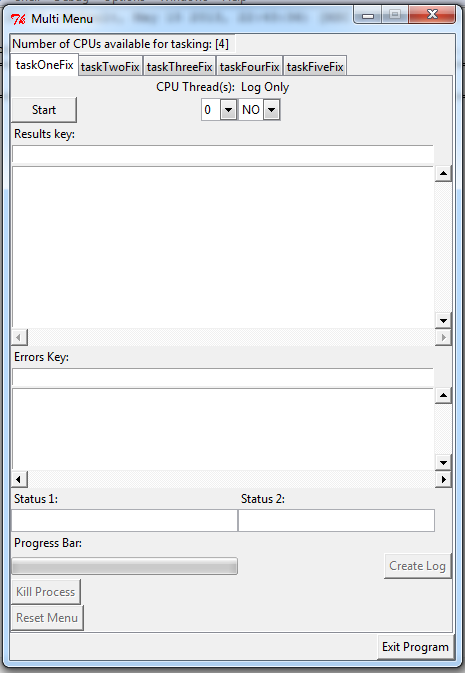 Multi Menu
Number of CPUs available for tasking: [4]
taskOneFix taskTwoFix taskThreeFix taskFourFix taskFiveFix
CPU Thread(s): Log Only
Start 0 NO
Results key:
Errors Key:
Status 1: Status 2:
Progress Bar:
Create Log
Kill Process
Reset Menu
Exit Program